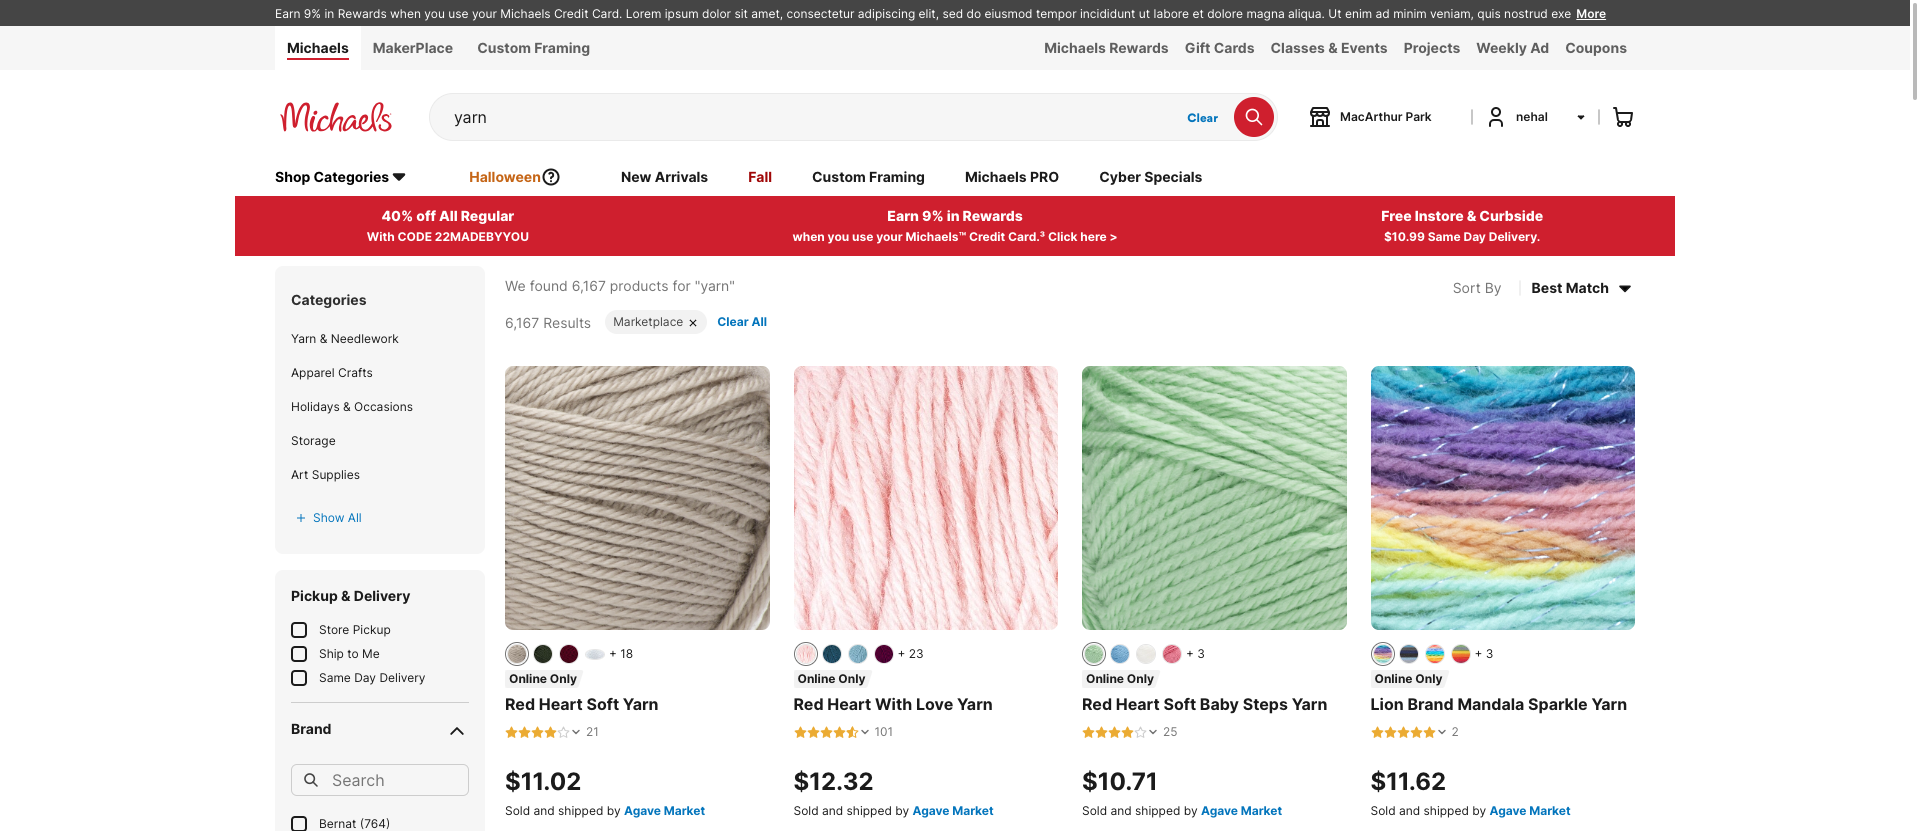 Earn 9% in Rewards when you use your Michaels Credit Card. Lorem ipsum dolor sit amet, consectetur adipiscing elit, sed do eiusmod tempor incididunt ut labore et dolore magna aliqua. Ut enim ad minim veniam, quis nostrud exe More
Michaels MakerPlace Custom Framing Michaels Rewards Gift Cards Classes & Events Projects Weekly Ad Coupons
Michaels yarn Clear MacArthur Park nehal
Shop Categories Halloween New Arrivals Fall Custom Framing Michaels PRO Cyber Specials
40% off All Regular
With CODE 22MADEBYYOU
Earn 9% in Rewards
when you use your Michaels™ Credit Card.³ Click here >
Free Instore & Curbside
$10.99 Same Day Delivery.
Categories
Yarn & Needlework
Apparel Crafts
Holidays & Occasions
Storage
Art Supplies
+ Show All
Pickup & Delivery
Store Pickup
Ship to Me
Same Day Delivery
Brand
Search
Bernat (764)
We found 6,167 products for "yarn"
Sort By Best Match
6,167 Results Marketplace × Clear All
+ 18
Online Only
Red Heart Soft Yarn
21
$11.02
Sold and shipped by Agave Market
+ 23
Online Only
Red Heart With Love Yarn
101
$12.32
Sold and shipped by Agave Market
+ 3
Online Only
Red Heart Soft Baby Steps Yarn
25
$10.71
Sold and shipped by Agave Market
+ 3
Online Only
Lion Brand Mandala Sparkle Yarn
2
$11.62
Sold and shipped by Agave Market